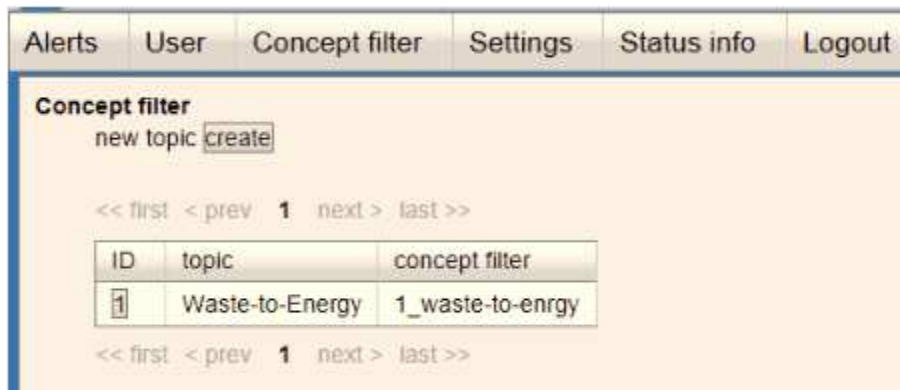 Alerts User Concept filter Settings Status info Logout
Concept filter
new topic create
<< first < prev 1 next > last >>
ID topic concept filter
1 Waste-to-Energy 1_waste-to-enrgy
<< first < prev 1 next > last >>